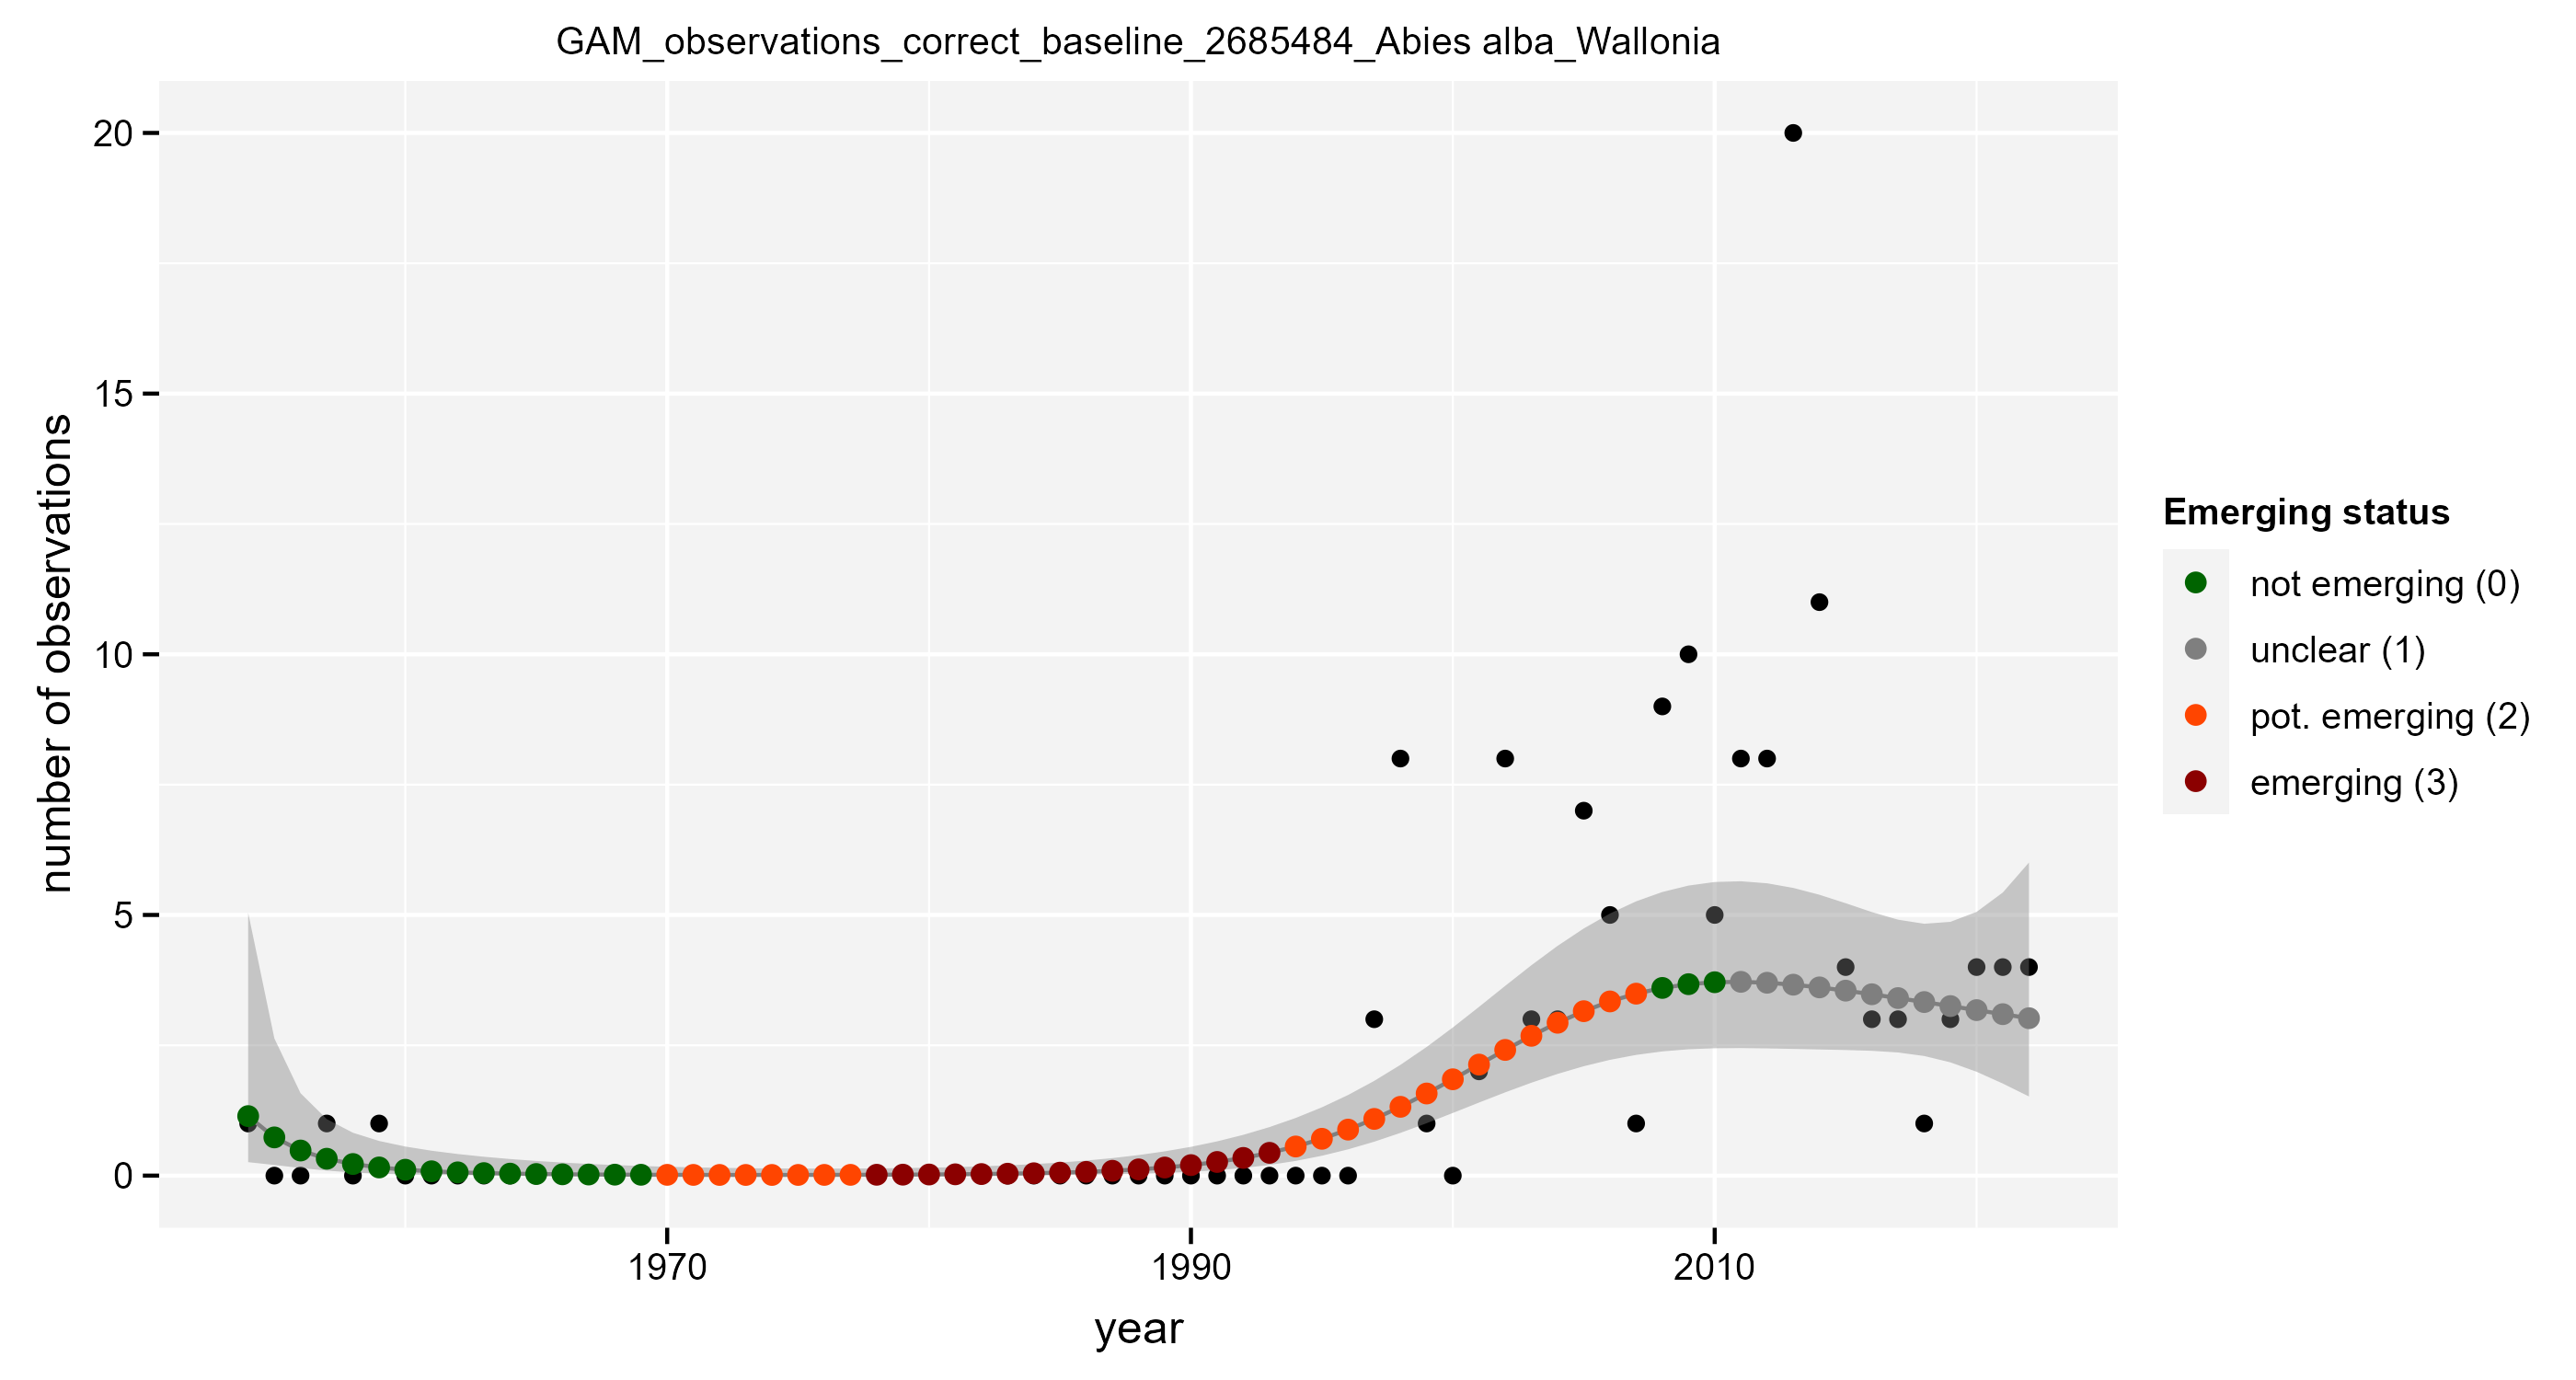 GAM_observations_correct_baseline_2685484_Abies alba_Wallonia
number of observations
20
15
10
5
0
1970
1990
2010
year
Emerging status
not emerging (0)
unclear (1)
pot. emerging (2)
emerging (3)